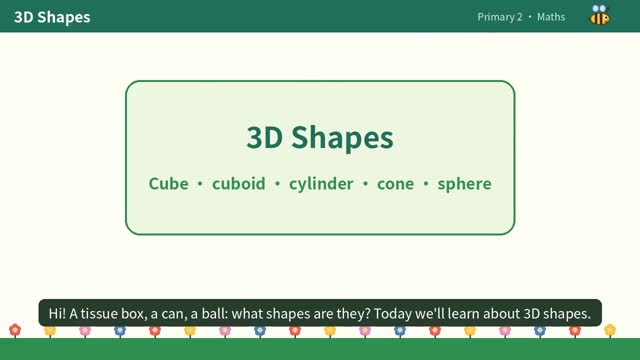 3D Shapes
Primary 2 • Maths
3D Shapes
Cube • cuboid • cylinder • cone • sphere
Hi! A tissue box, a can, a ball: what shapes are they? Today we'll learn about 3D shapes.